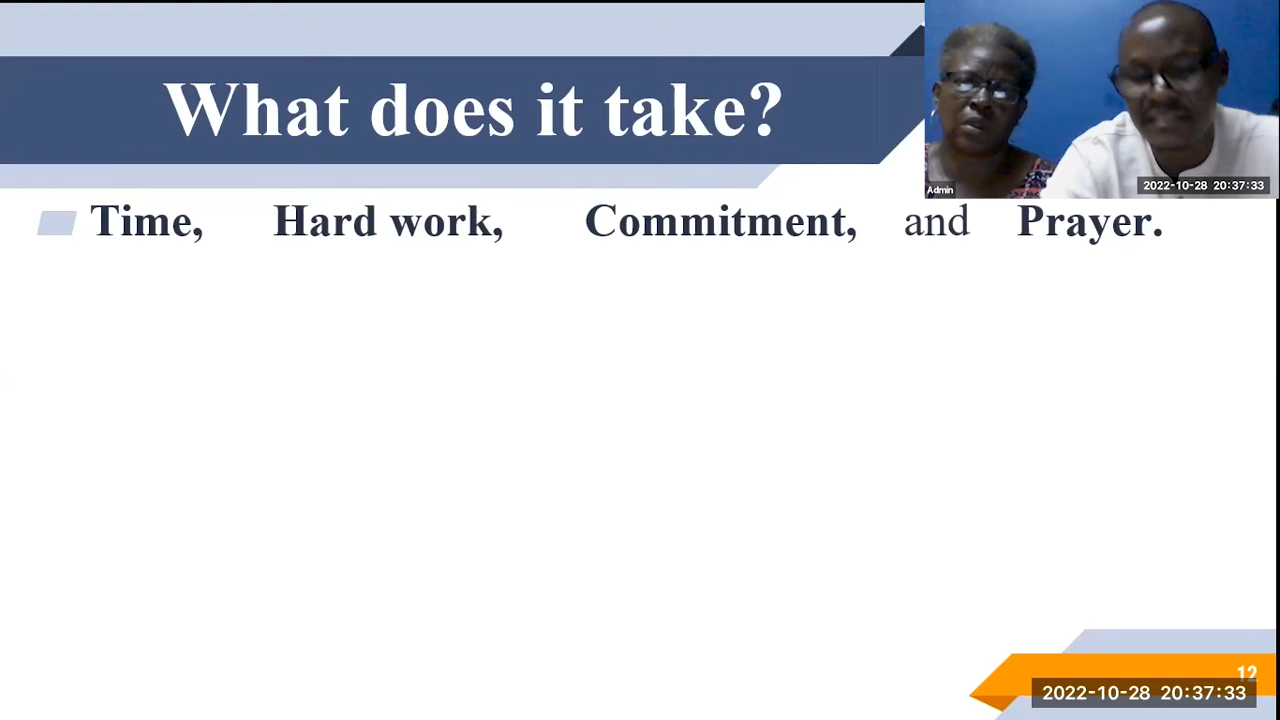 What does it take?
Admin
2022-10-28 20:37:33
Time, Hard work, Commitment, and Prayer.
12
2022-10-28 20:37:33